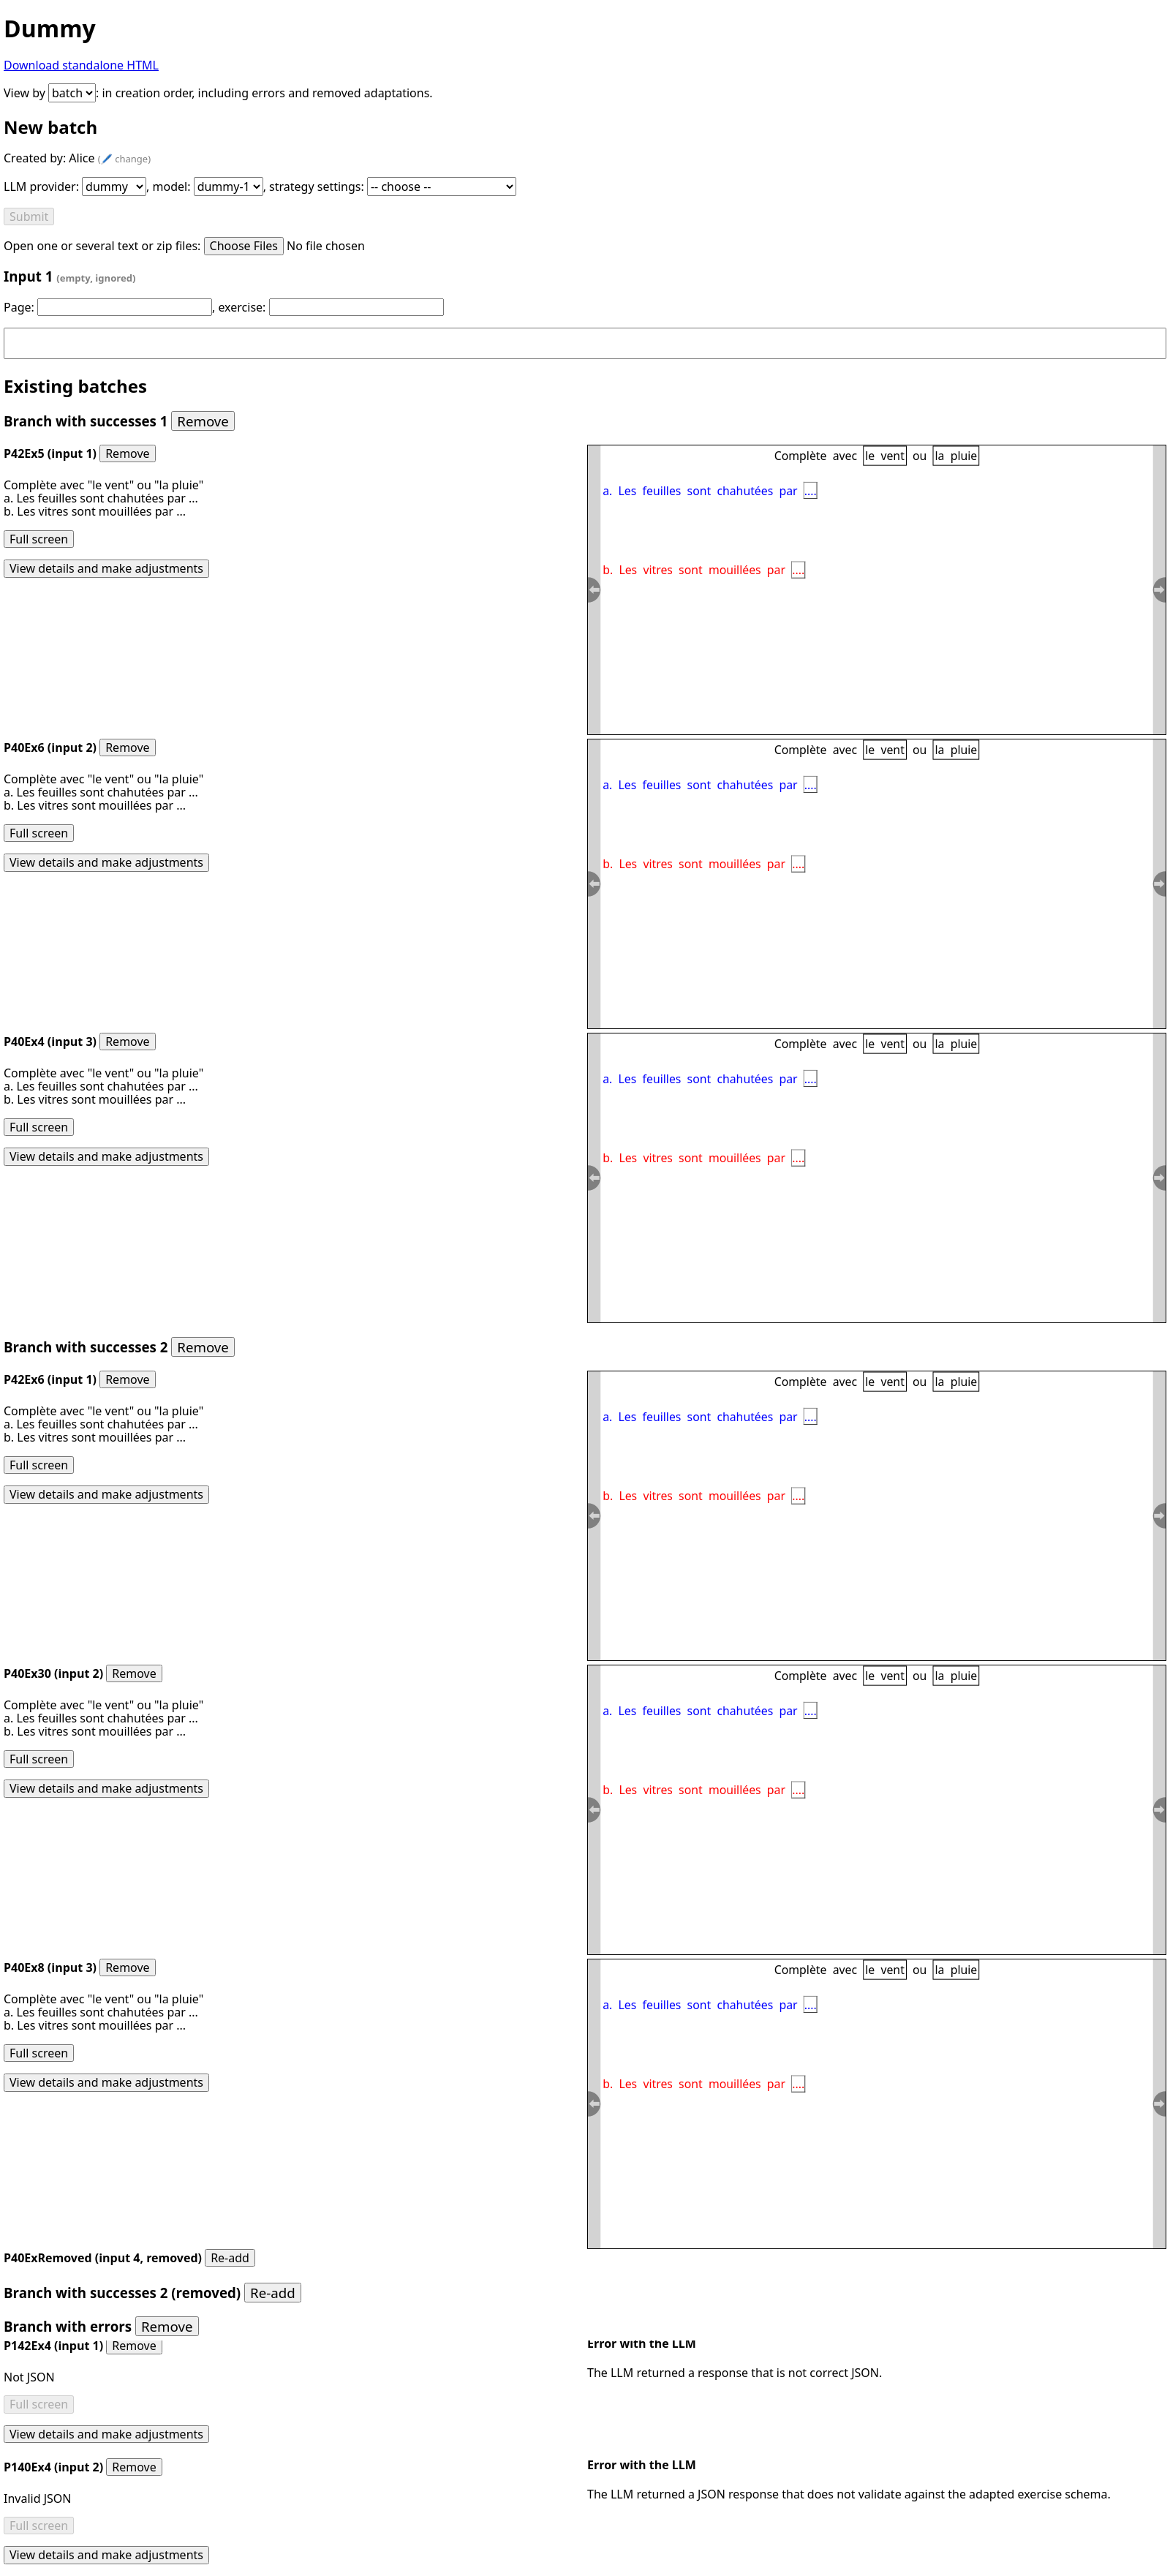 Dummy
Download standalone HTML
View by batch: in creation order, including errors and removed adaptations.
New batch
Created by: Alice (🖊️ change)
LLM provider: dummy, model: dummy-1, strategy settings: -- choose --
Submit
Open one or several text or zip files: Choose Files No file chosen
Input 1 (empty, ignored)
Page: , exercise:
Existing batches
Branch with successes 1 Remove
P42Ex5 (input 1) Remove
Complète avec "le vent" ou "la pluie"
a. Les feuilles sont chahutées par ...
b. Les vitres sont mouillées par ...
Full screen
View details and make adjustments
Complète avec le vent ou la pluie
a. Les feuilles sont chahutées par ....
b. Les vitres sont mouillées par ....
P40Ex6 (input 2) Remove
Complète avec "le vent" ou "la pluie"
a. Les feuilles sont chahutées par ...
b. Les vitres sont mouillées par ...
Full screen
View details and make adjustments
Complète avec le vent ou la pluie
a. Les feuilles sont chahutées par ....
b. Les vitres sont mouillées par ....
P40Ex4 (input 3) Remove
Complète avec "le vent" ou "la pluie"
a. Les feuilles sont chahutées par ...
b. Les vitres sont mouillées par ...
Full screen
View details and make adjustments
Complète avec le vent ou la pluie
a. Les feuilles sont chahutées par ....
b. Les vitres sont mouillées par ....
Branch with successes 2 Remove
P42Ex6 (input 1) Remove
Complète avec "le vent" ou "la pluie"
a. Les feuilles sont chahutées par ...
b. Les vitres sont mouillées par ...
Full screen
View details and make adjustments
Complète avec le vent ou la pluie
a. Les feuilles sont chahutées par ....
b. Les vitres sont mouillées par ....
P40Ex30 (input 2) Remove
Complète avec "le vent" ou "la pluie"
a. Les feuilles sont chahutées par ...
b. Les vitres sont mouillées par ...
Full screen
View details and make adjustments
Complète avec le vent ou la pluie
a. Les feuilles sont chahutées par ....
b. Les vitres sont mouillées par ....
P40Ex8 (input 3) Remove
Complète avec "le vent" ou "la pluie"
a. Les feuilles sont chahutées par ...
b. Les vitres sont mouillées par ...
Full screen
View details and make adjustments
Complète avec le vent ou la pluie
a. Les feuilles sont chahutées par ....
b. Les vitres sont mouillées par ....
P40ExRemoved (input 4, removed) Re-add
Branch with successes 2 (removed) Re-add
Branch with errors Remove
P142Ex4 (input 1) Remove
Not JSON
Full screen
View details and make adjustments
Error with the LLM
The LLM returned a response that is not correct JSON.
P140Ex4 (input 2) Remove
Invalid JSON
Full screen
View details and make adjustments
Error with the LLM
The LLM returned a JSON response that does not validate against the adapted exercise schema.